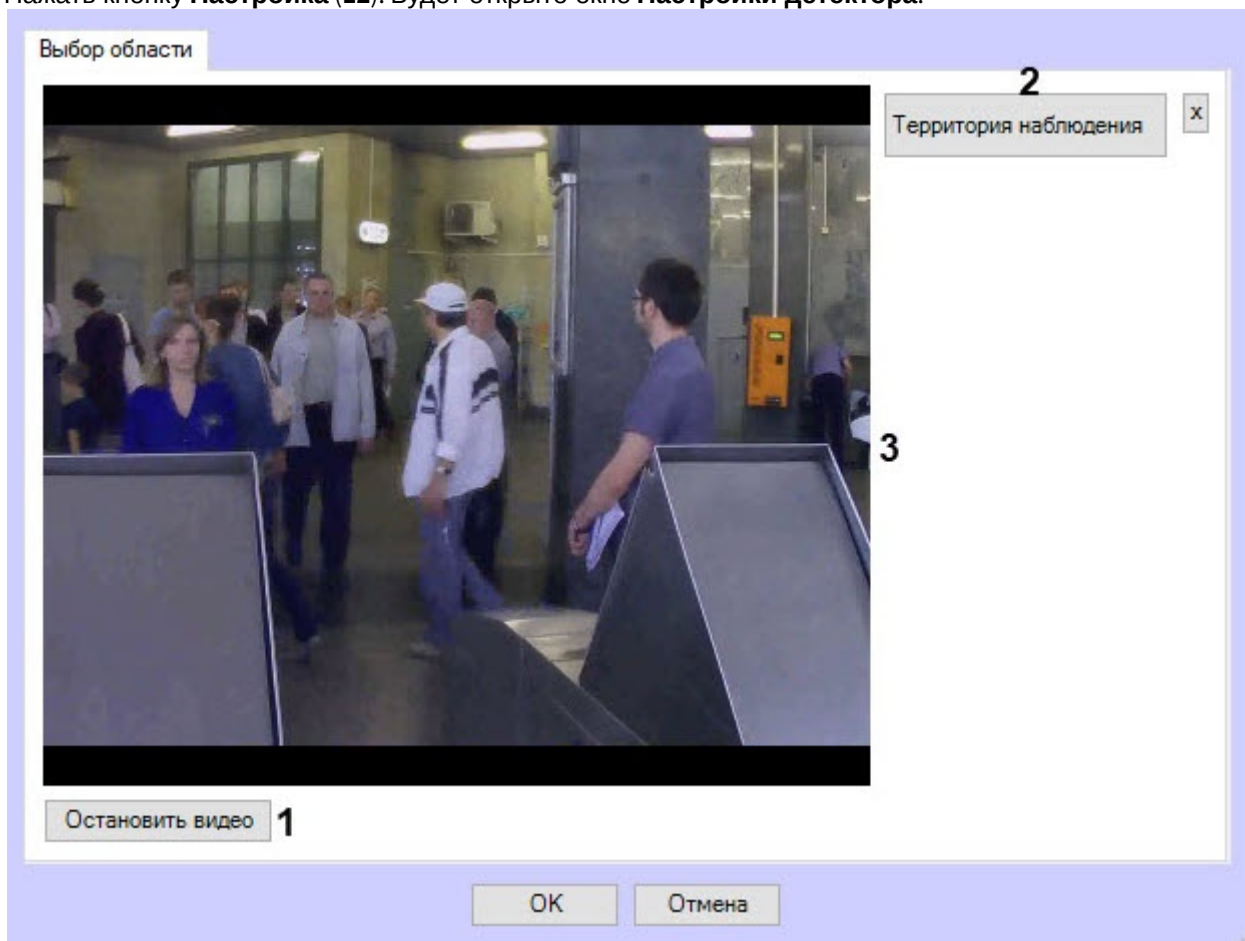 Нажать кнопку Настройка (11). Будет открыто окно Настройки детектора.
Выбор области
2
Территория наблюдения
x
3
Остановить видео
1
OK
Отмена